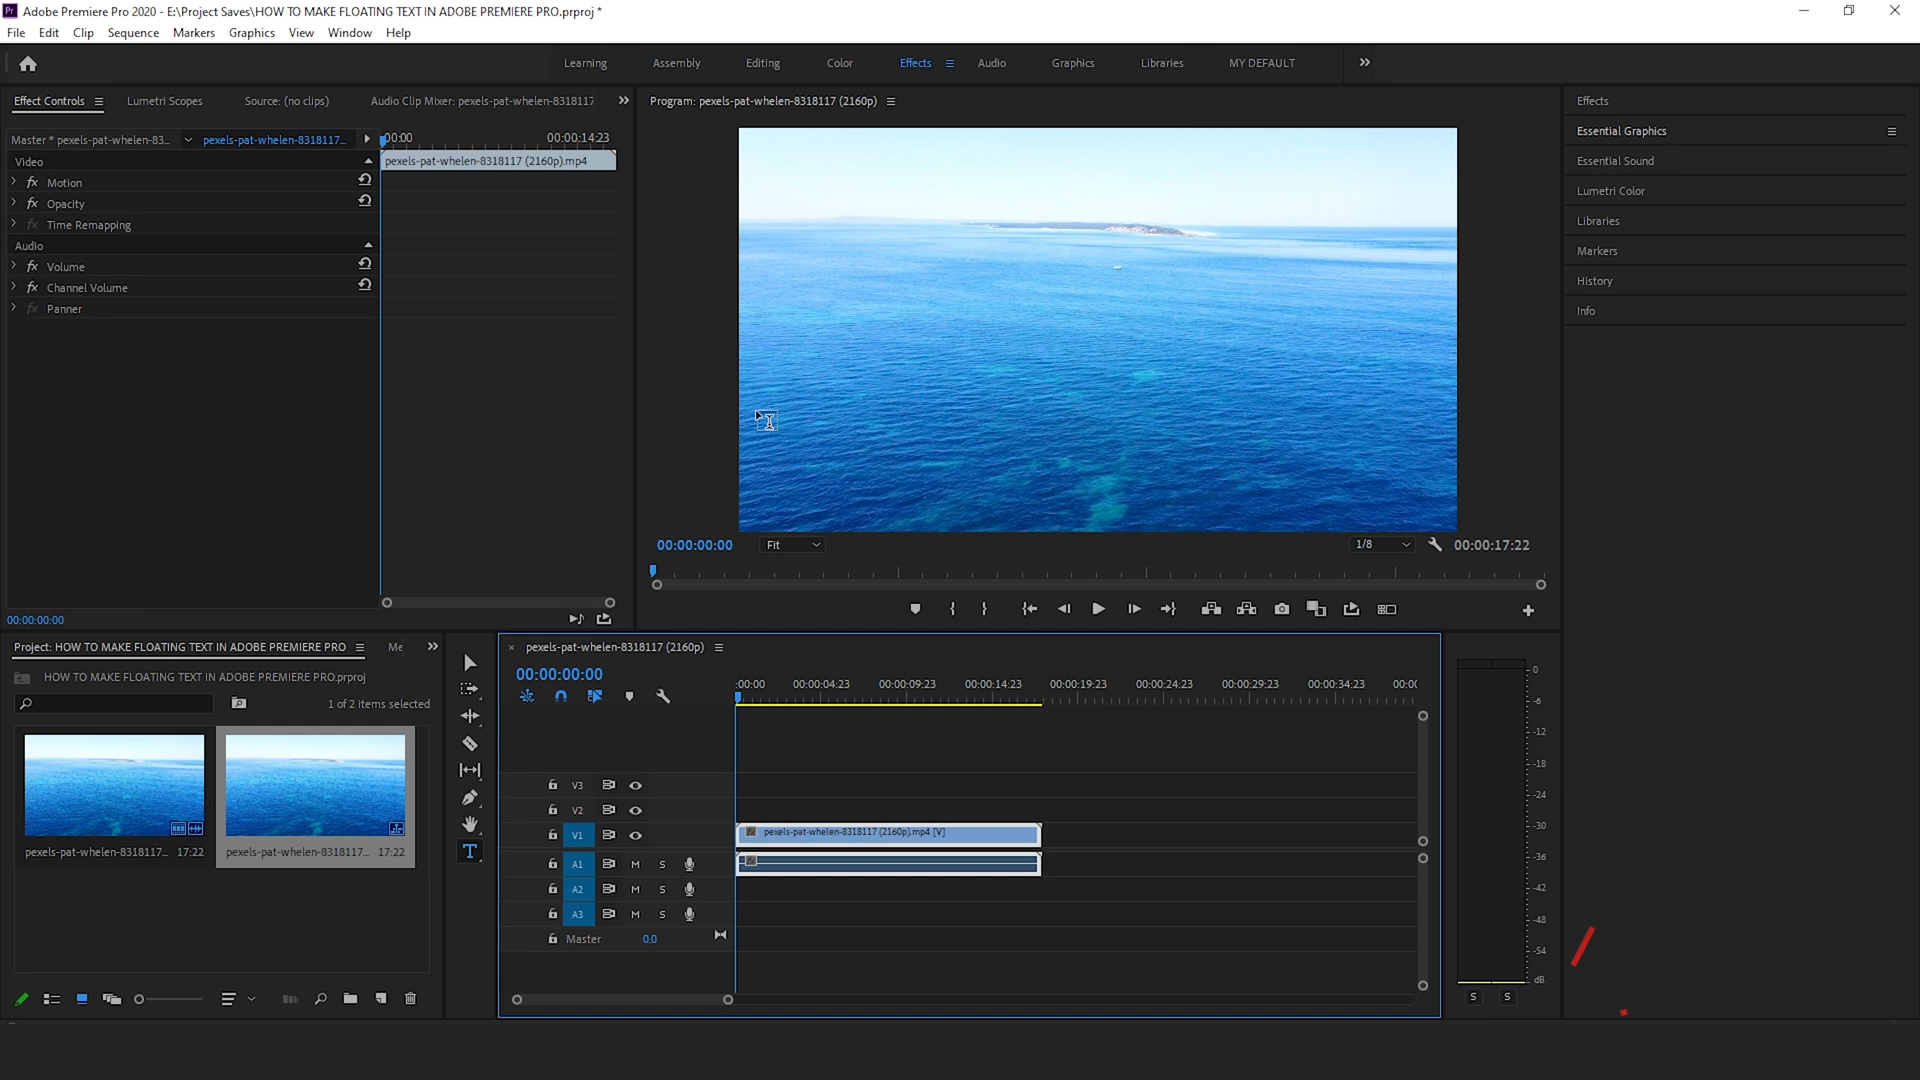 Pr Adobe Premiere Pro 2020 - E:\Project Saves\HOW TO MAKE FLOATING TEXT IN ADOBE PREMIERE PRO.prproj *
File Edit Clip Sequence Markers Graphics View Window Help
Learning Assembly Editing Color Effects Audio Graphics Libraries MY DEFAULT
Effect Controls Lumetri Scopes Source: (no clips) Audio Clip Mixer: pexels-pat-whelen-8318117
Master * pexels-pat-whelen-83... pexels-pat-whelen-8318117...
:00:00 00:00:14:23
Video
pexels-pat-whelen-8318117 (2160p).mp4
fx Motion
fx Opacity
fx Time Remapping
Audio
fx Volume
fx Channel Volume
fx Panner
00:00:00:00
Program: pexels-pat-whelen-8318117 (2160p)
00:00:00:00 Fit 1/8 00:00:17:22
Effects
Essential Graphics
Essential Sound
Lumetri Color
Libraries
Markers
History
Info
Project: HOW TO MAKE FLOATING TEXT IN ADOBE PREMIERE PRO Me
HOW TO MAKE FLOATING TEXT IN ADOBE PREMIERE PRO.prproj
1 of 2 items selected
pexels-pat-whelen-8318117... 17:22
pexels-pat-whelen-8318117... 17:22
T
× pexels-pat-whelen-8318117 (2160p)
00:00:00:00
:00:00 00:00:04:23 00:00:09:23 00:00:14:23 00:00:19:23 00:00:24:23 00:00:29:23 00:00:34:23 00:00
V3
V2
V1 fx pexels-pat-whelen-8318117 (2160p).mp4 [V]
A1 M S fx
A2 M S
A3 M S
Master 0.0
0
-6
-12
-18
-24
-30
-36
-42
-48
-54
dB
S S